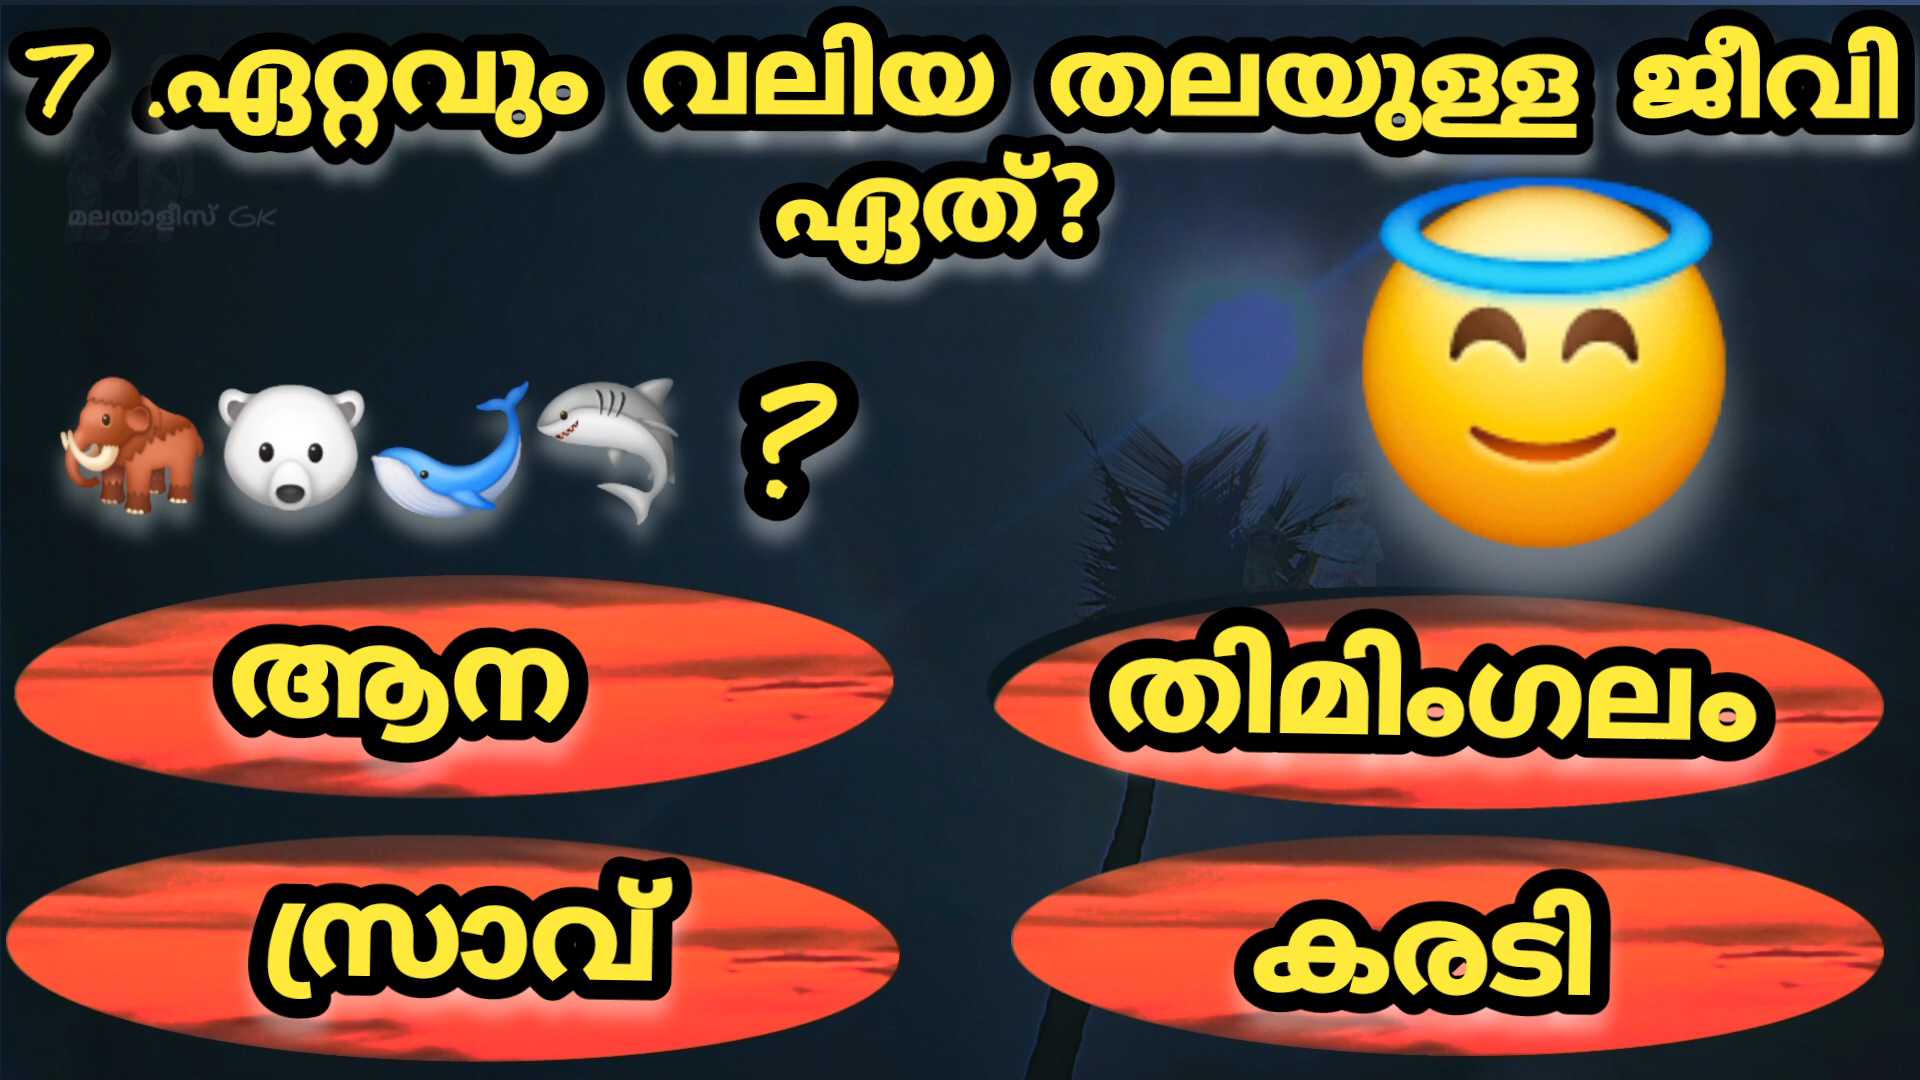 7 .ഏറ്റവും വലിയ തലയുള്ള ജീവി
ഏത്?
മലയാളീസ് GK
?
ആന
തിമിംഗലം
സ്രാവ്
കരടി